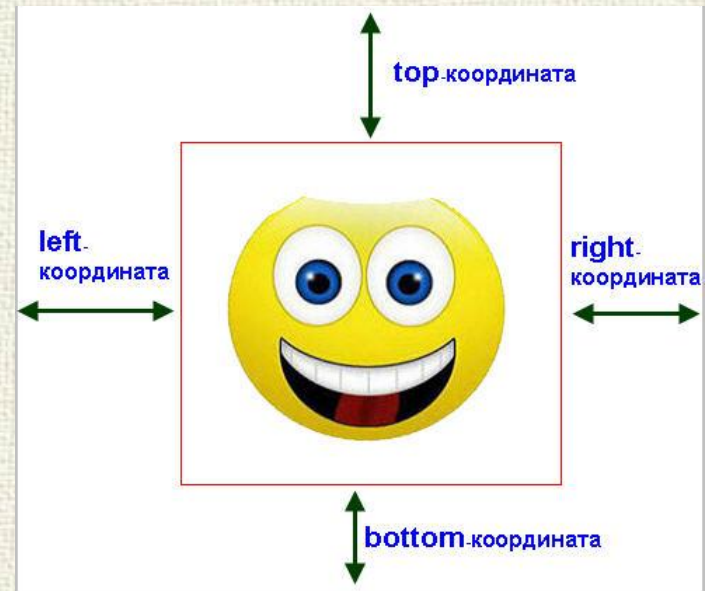 top-координата
left-
координата
right-
координата
bottom-координата